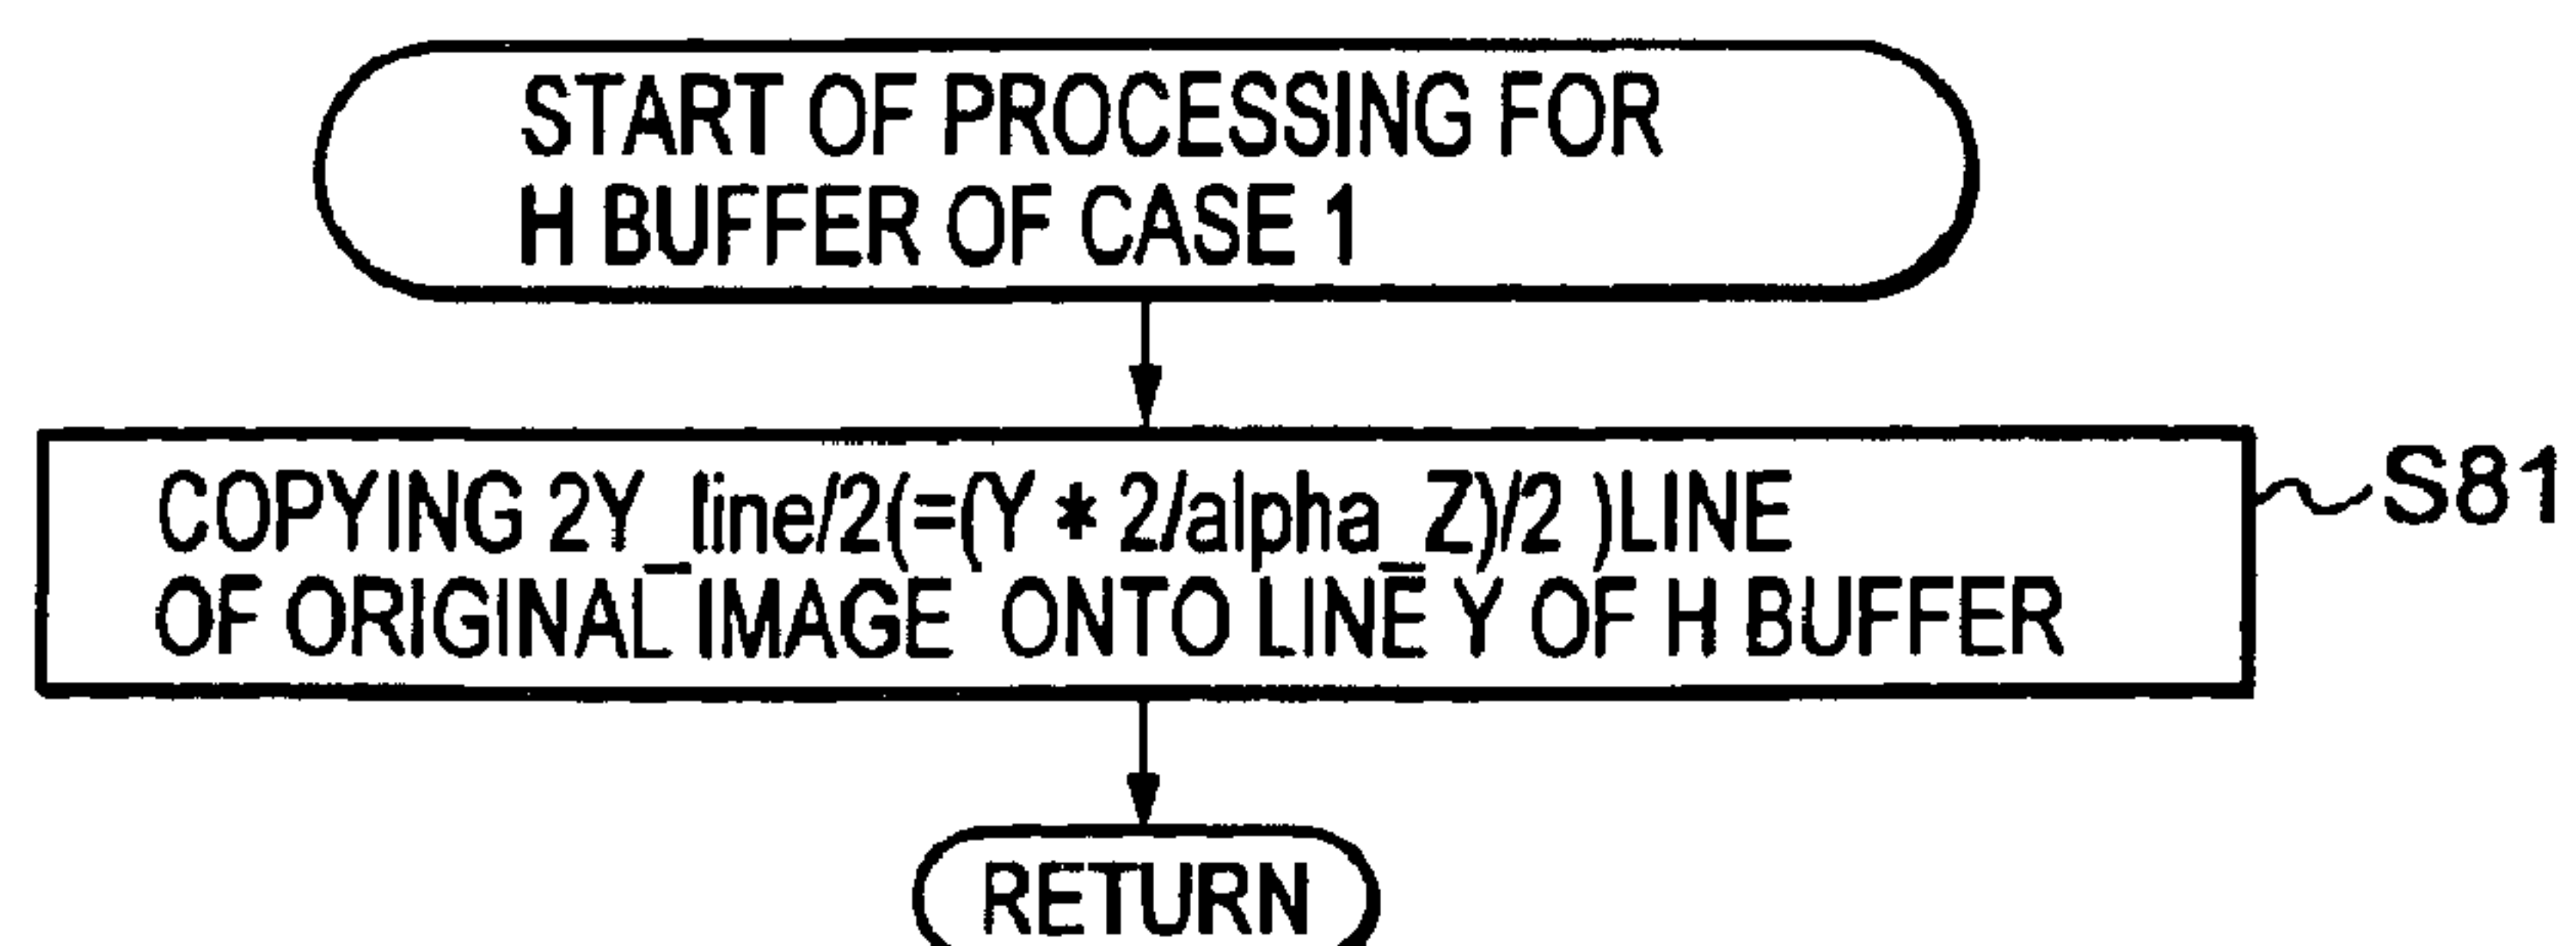 START OF PROCESSING FOR
H BUFFER OF CASE 1
COPYING 2Y_line/2(=(Y * 2/alpha_Z)/2 )LINE
OF ORIGINAL IMAGE ONTO LINE Y OF H BUFFER
S81
RETURN